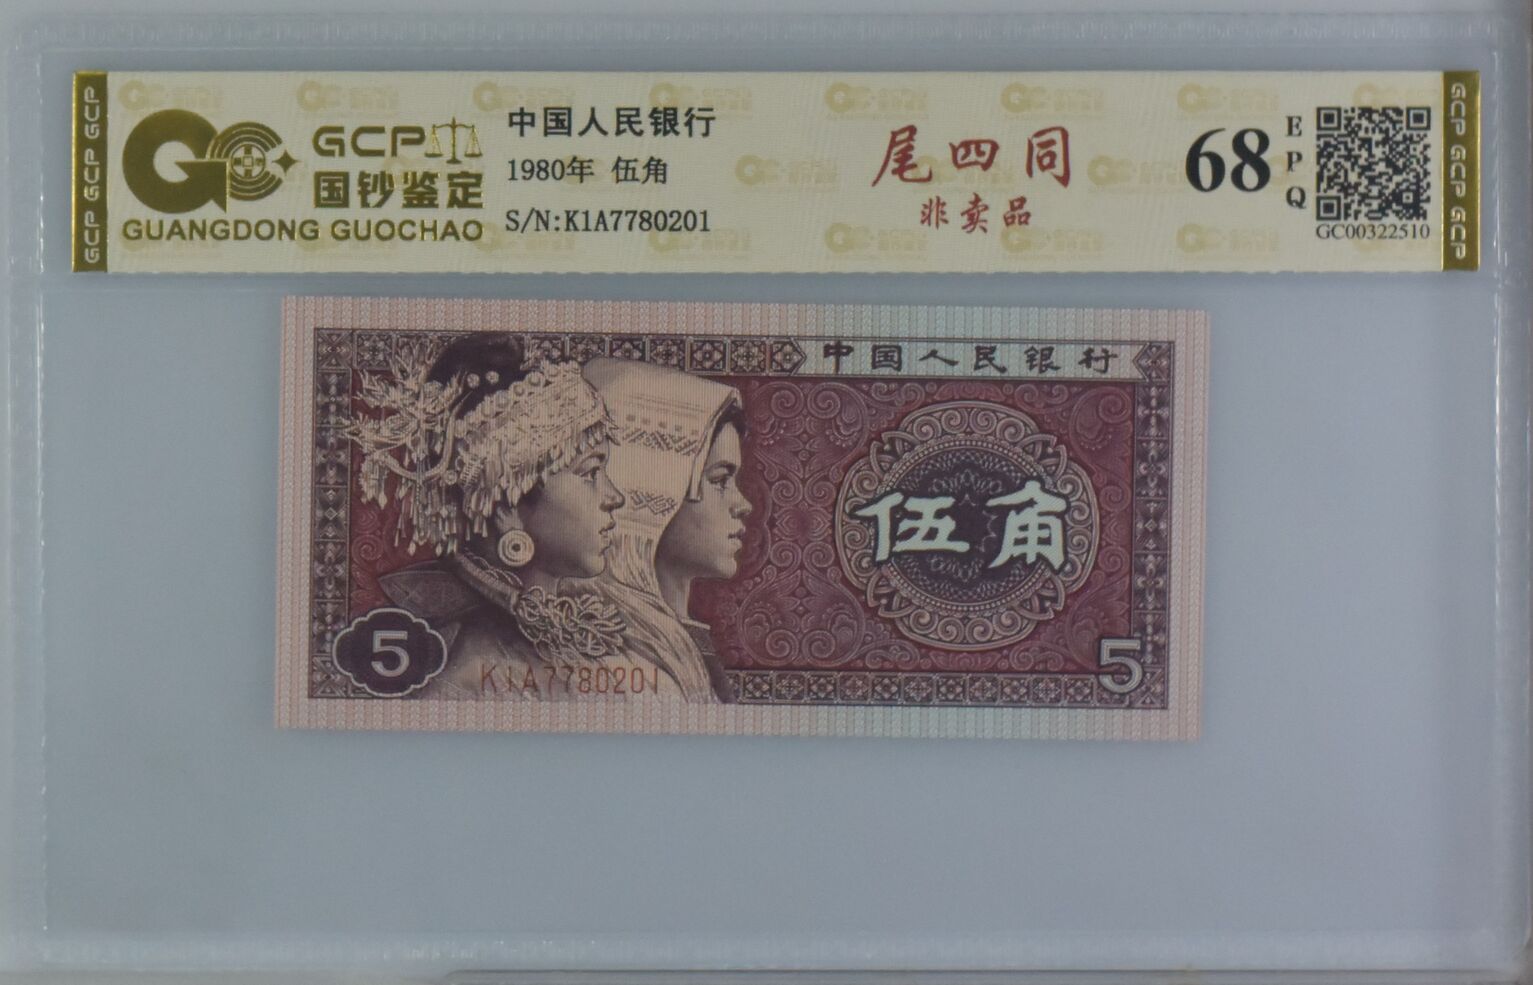 GCP GCP GCP
GCP
国钞鉴定
GUANGDONG GUOCHAO
中国人民银行
1980年 伍角
S/N:K1A7780201
尾四同
非卖品
68
EPQ
GC00322510
GCP GCP GCP
中国人民银行
伍角
5
K1A7780201
5